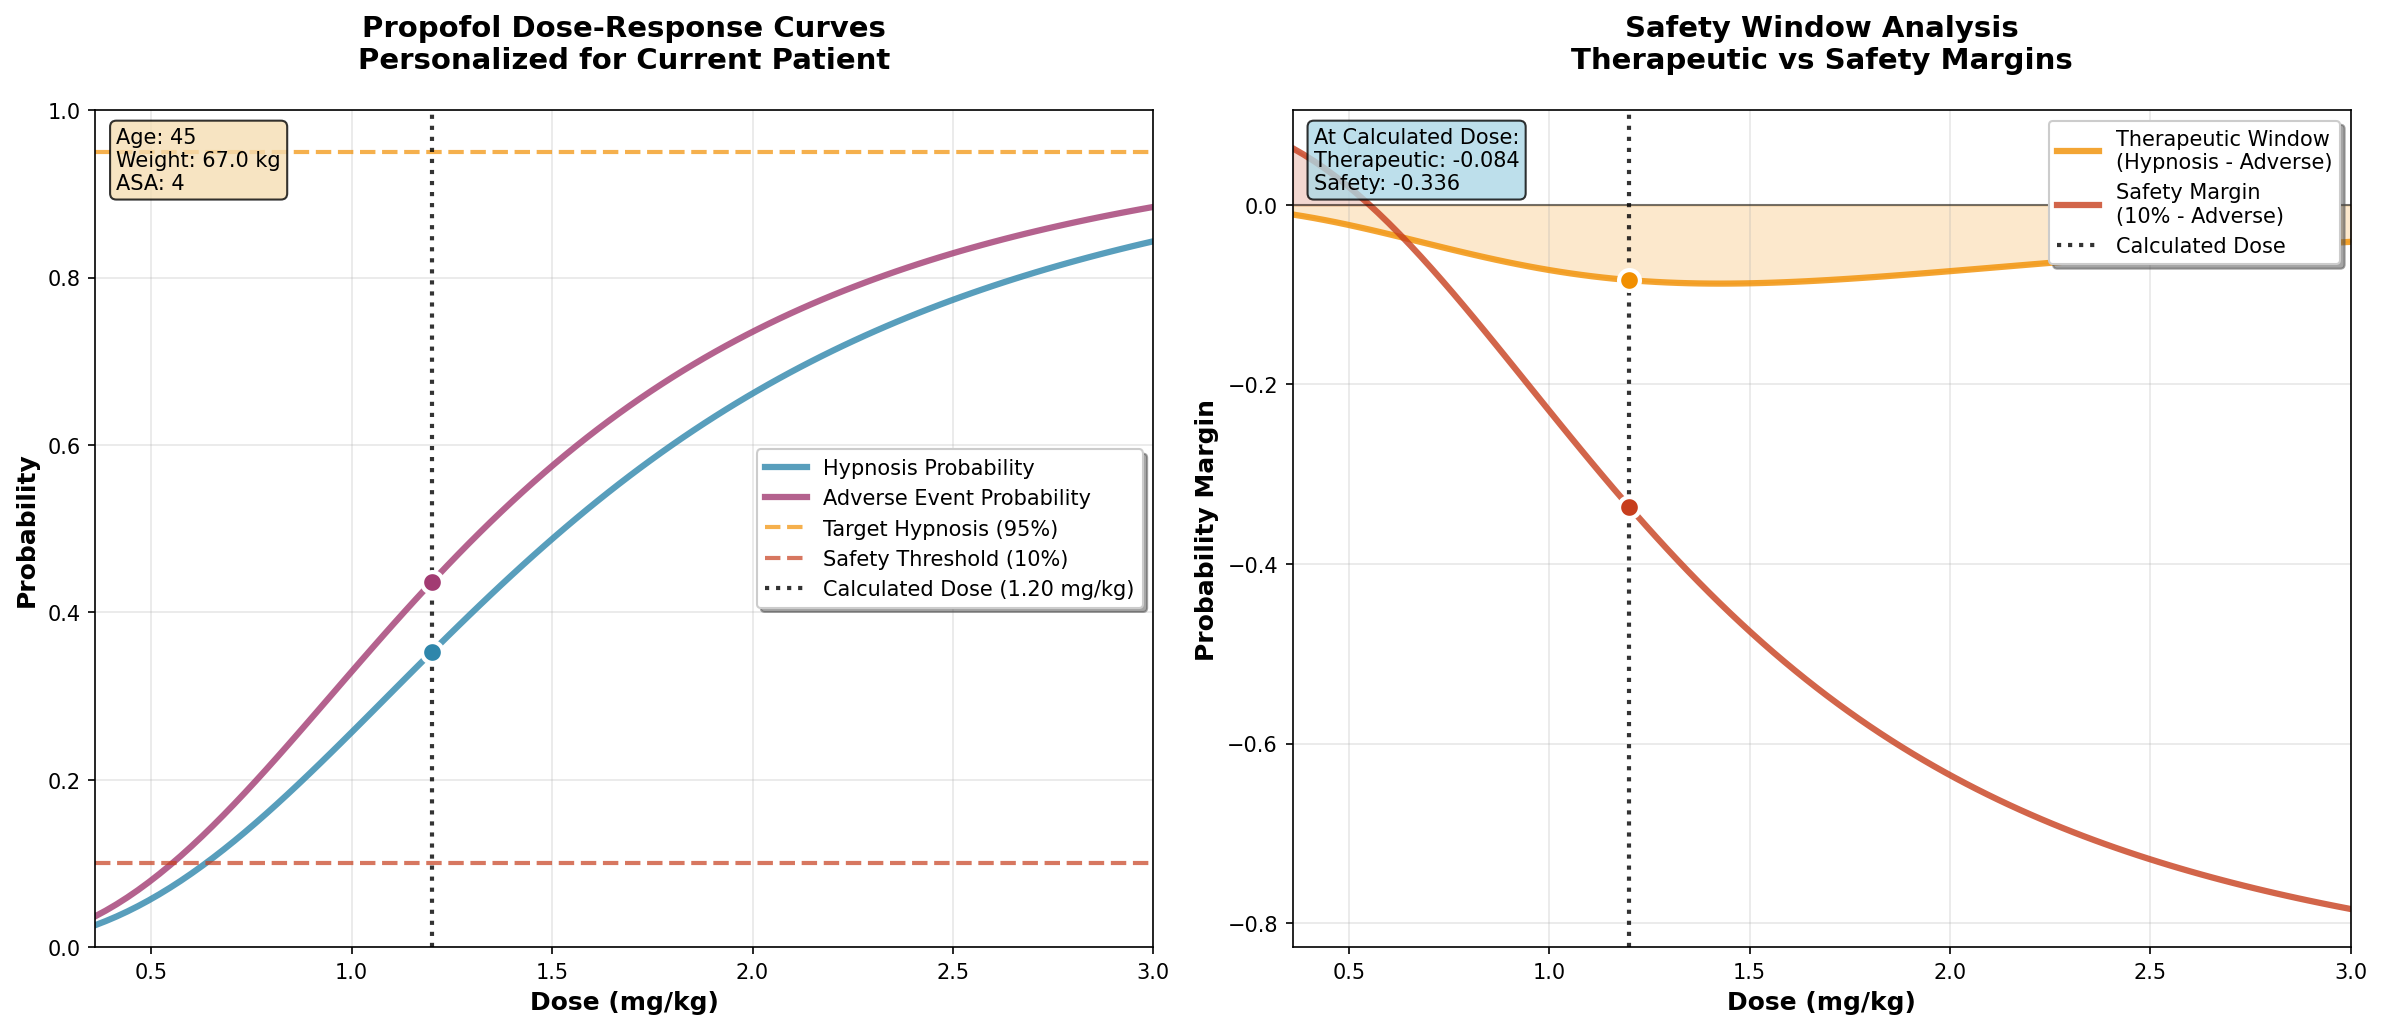 Propofol Dose-Response Curves
Personalized for Current Patient
Age: 45
Weight: 67.0 kg
ASA: 4
Hypnosis Probability
Adverse Event Probability
Target Hypnosis (95%)
Safety Threshold (10%)
Calculated Dose (1.20 mg/kg)
1.0
0.8
0.6
0.4
0.2
0.0
Probability
0.5
1.0
1.5
2.0
2.5
3.0
Dose (mg/kg)
Safety Window Analysis
Therapeutic vs Safety Margins
At Calculated Dose:
Therapeutic: -0.084
Safety: -0.336
Therapeutic Window
(Hypnosis - Adverse)
Safety Margin
(10% - Adverse)
Calculated Dose
0.0
−0.2
−0.4
−0.6
−0.8
Probability Margin
0.5
1.0
1.5
2.0
2.5
3.0
Dose (mg/kg)